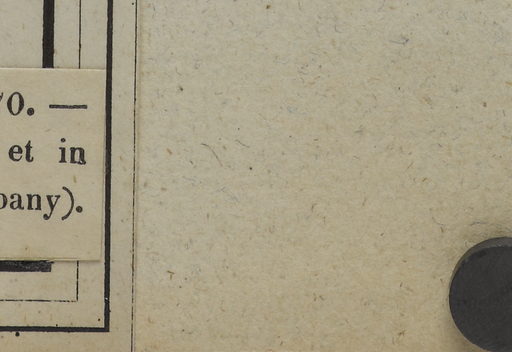 70. —
et in
pany).